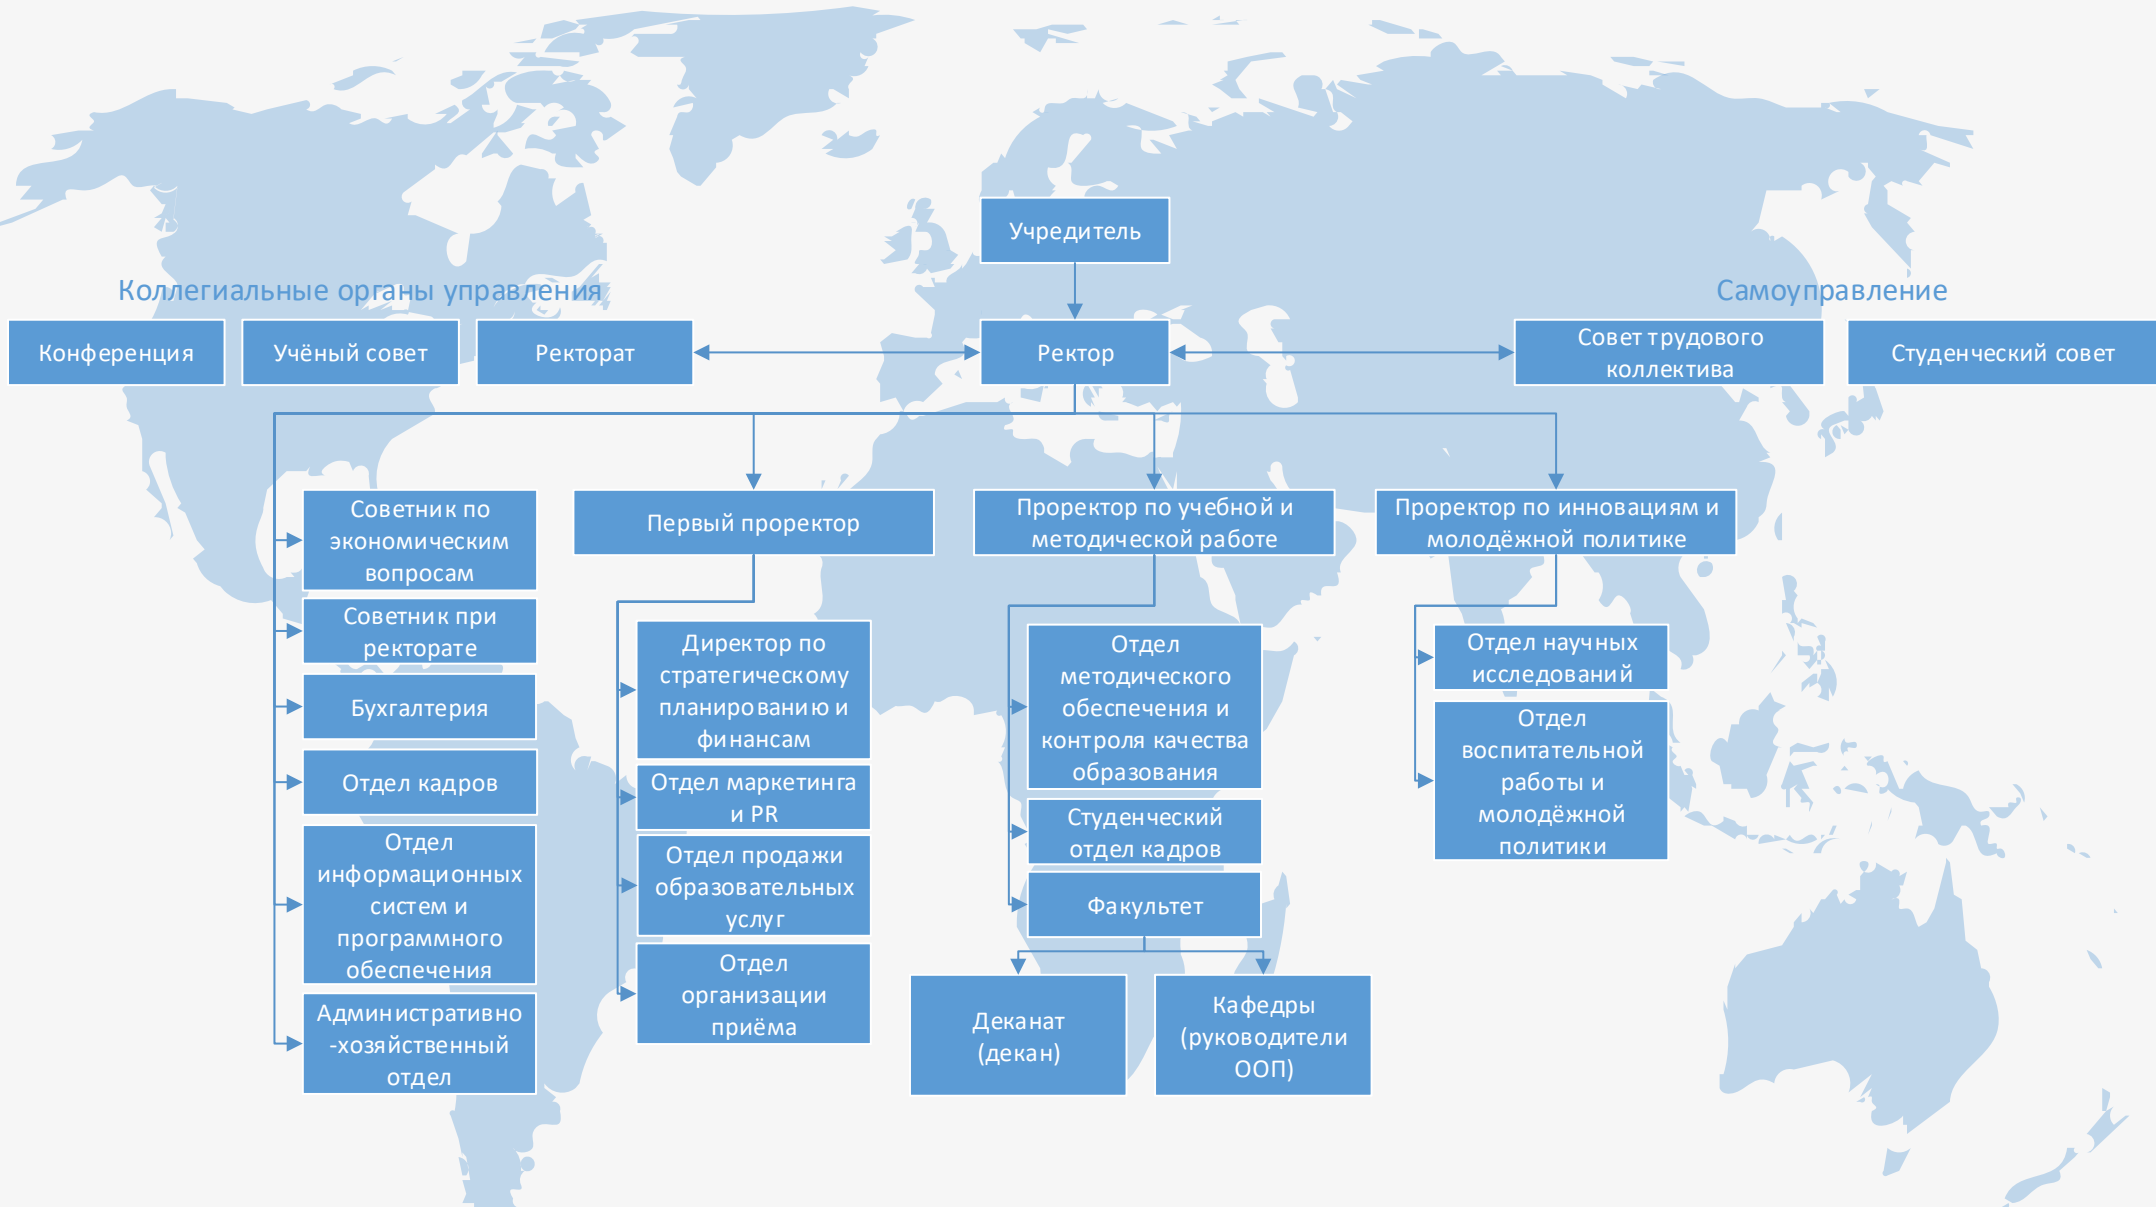 Учредитель
Коллегиальные органы управления
Самоуправление
Конференция
Учёный совет
Ректорат
Ректор
Совет трудового
коллектива
Студенческий совет
Советник по
экономическим
вопросам
Советник при
ректорате
Бухгалтерия
Отдел кадров
Отдел
информационных
систем и
программного
обеспечения
Административно
-хозяйственный
отдел
Первый проректор
Директор по
стратегическому
планированию и
финансам
Отдел маркетинга
и PR
Отдел продажи
образовательных
услуг
Отдел
организации
приёма
Проректор по учебной и
методической работе
Отдел
методического
обеспечения и
контроля качества
образования
Студенческий
отдел кадров
Факультет
Деканат
(декан)
Кафедры
(руководители
ООП)
Проректор по инновациям и
молодёжной политике
Отдел научных
исследований
Отдел
воспитательной
работы и
молодёжной
политики